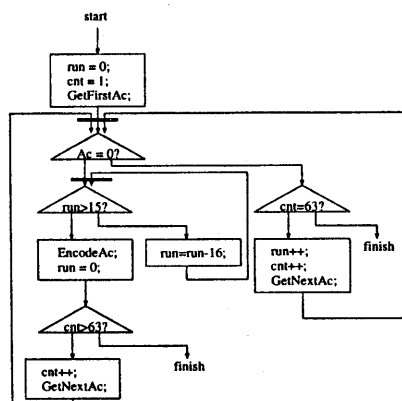 start
run = 0;
cnt = 1;
GetFirstAc;
Ac = 0?
run>15?
cnt=63?
EncodeAc;
run = 0;
run=run-16;
run++;
cnt++;
GetNextAc;
finish
cnt>63?
finish
cnt++;
GetNextAc;